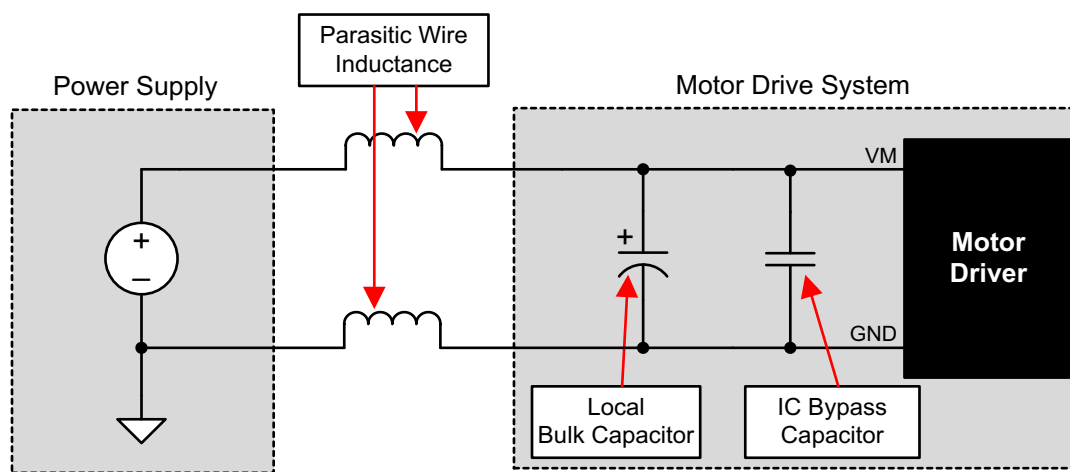 Parasitic Wire
Inductance
Power Supply
Motor Drive System
VM
+
–
+
Motor
Driver
GND
Local
Bulk Capacitor
IC Bypass
Capacitor